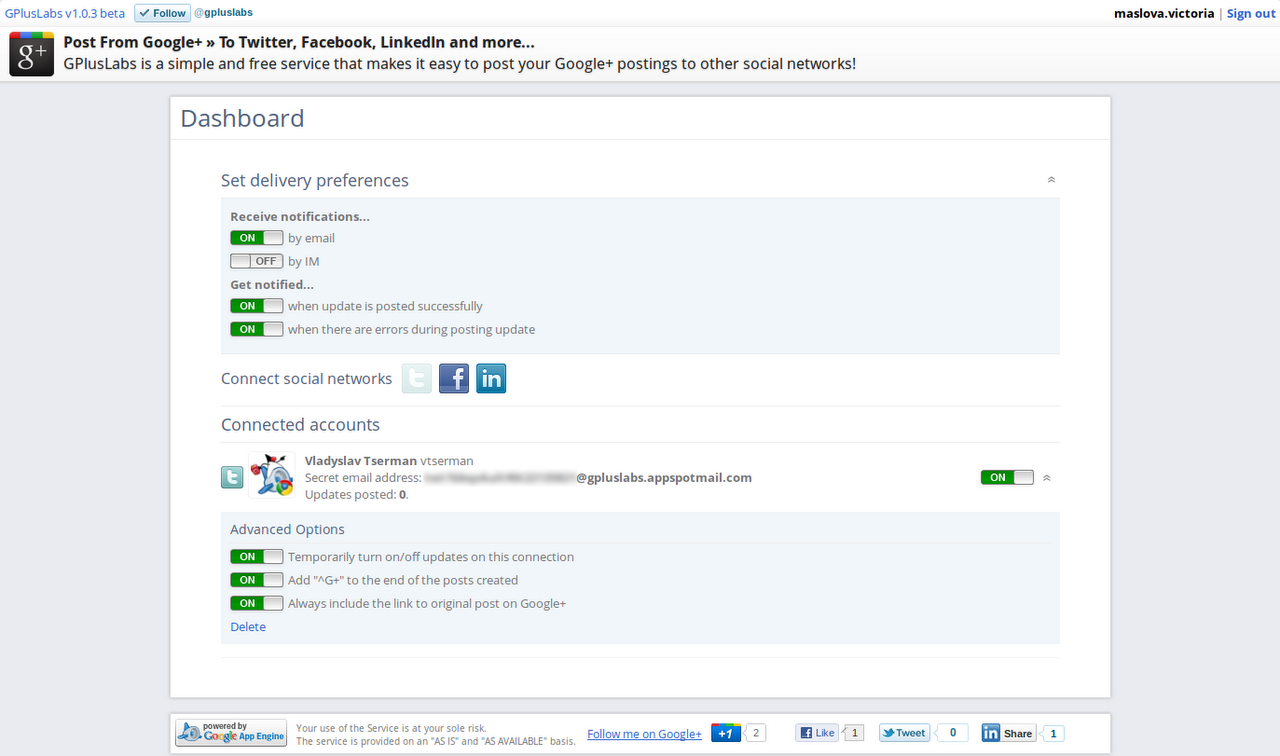 GPlusLabs v1.0.3 beta Follow @gpluslabs maslova.victoria | Sign out
g+ Post From Google+ » To Twitter, Facebook, LinkedIn and more...
GPlusLabs is a simple and free service that makes it easy to post your Google+ postings to other social networks!
Dashboard
Set delivery preferences
Receive notifications...
ON by email
OFF by IM
Get notified...
ON when update is posted successfully
ON when there are errors during posting update
Connect social networks t f in
Connected accounts
t Vladyslav Tserman vtserman
Secret email address: @gpluslabs.appspotmail.com ON
Updates posted: 0.
Advanced Options
ON Temporarily turn on/off updates on this connection
ON Add "^G+" to the end of the posts created
ON Always include the link to original post on Google+
Delete
powered by
Google App Engine
Your use of the Service is at your sole risk.
The service is provided on an "AS IS" and "AS AVAILABLE" basis.
Follow me on Google+ +1 2 f Like 1 Tweet 0 in Share 1